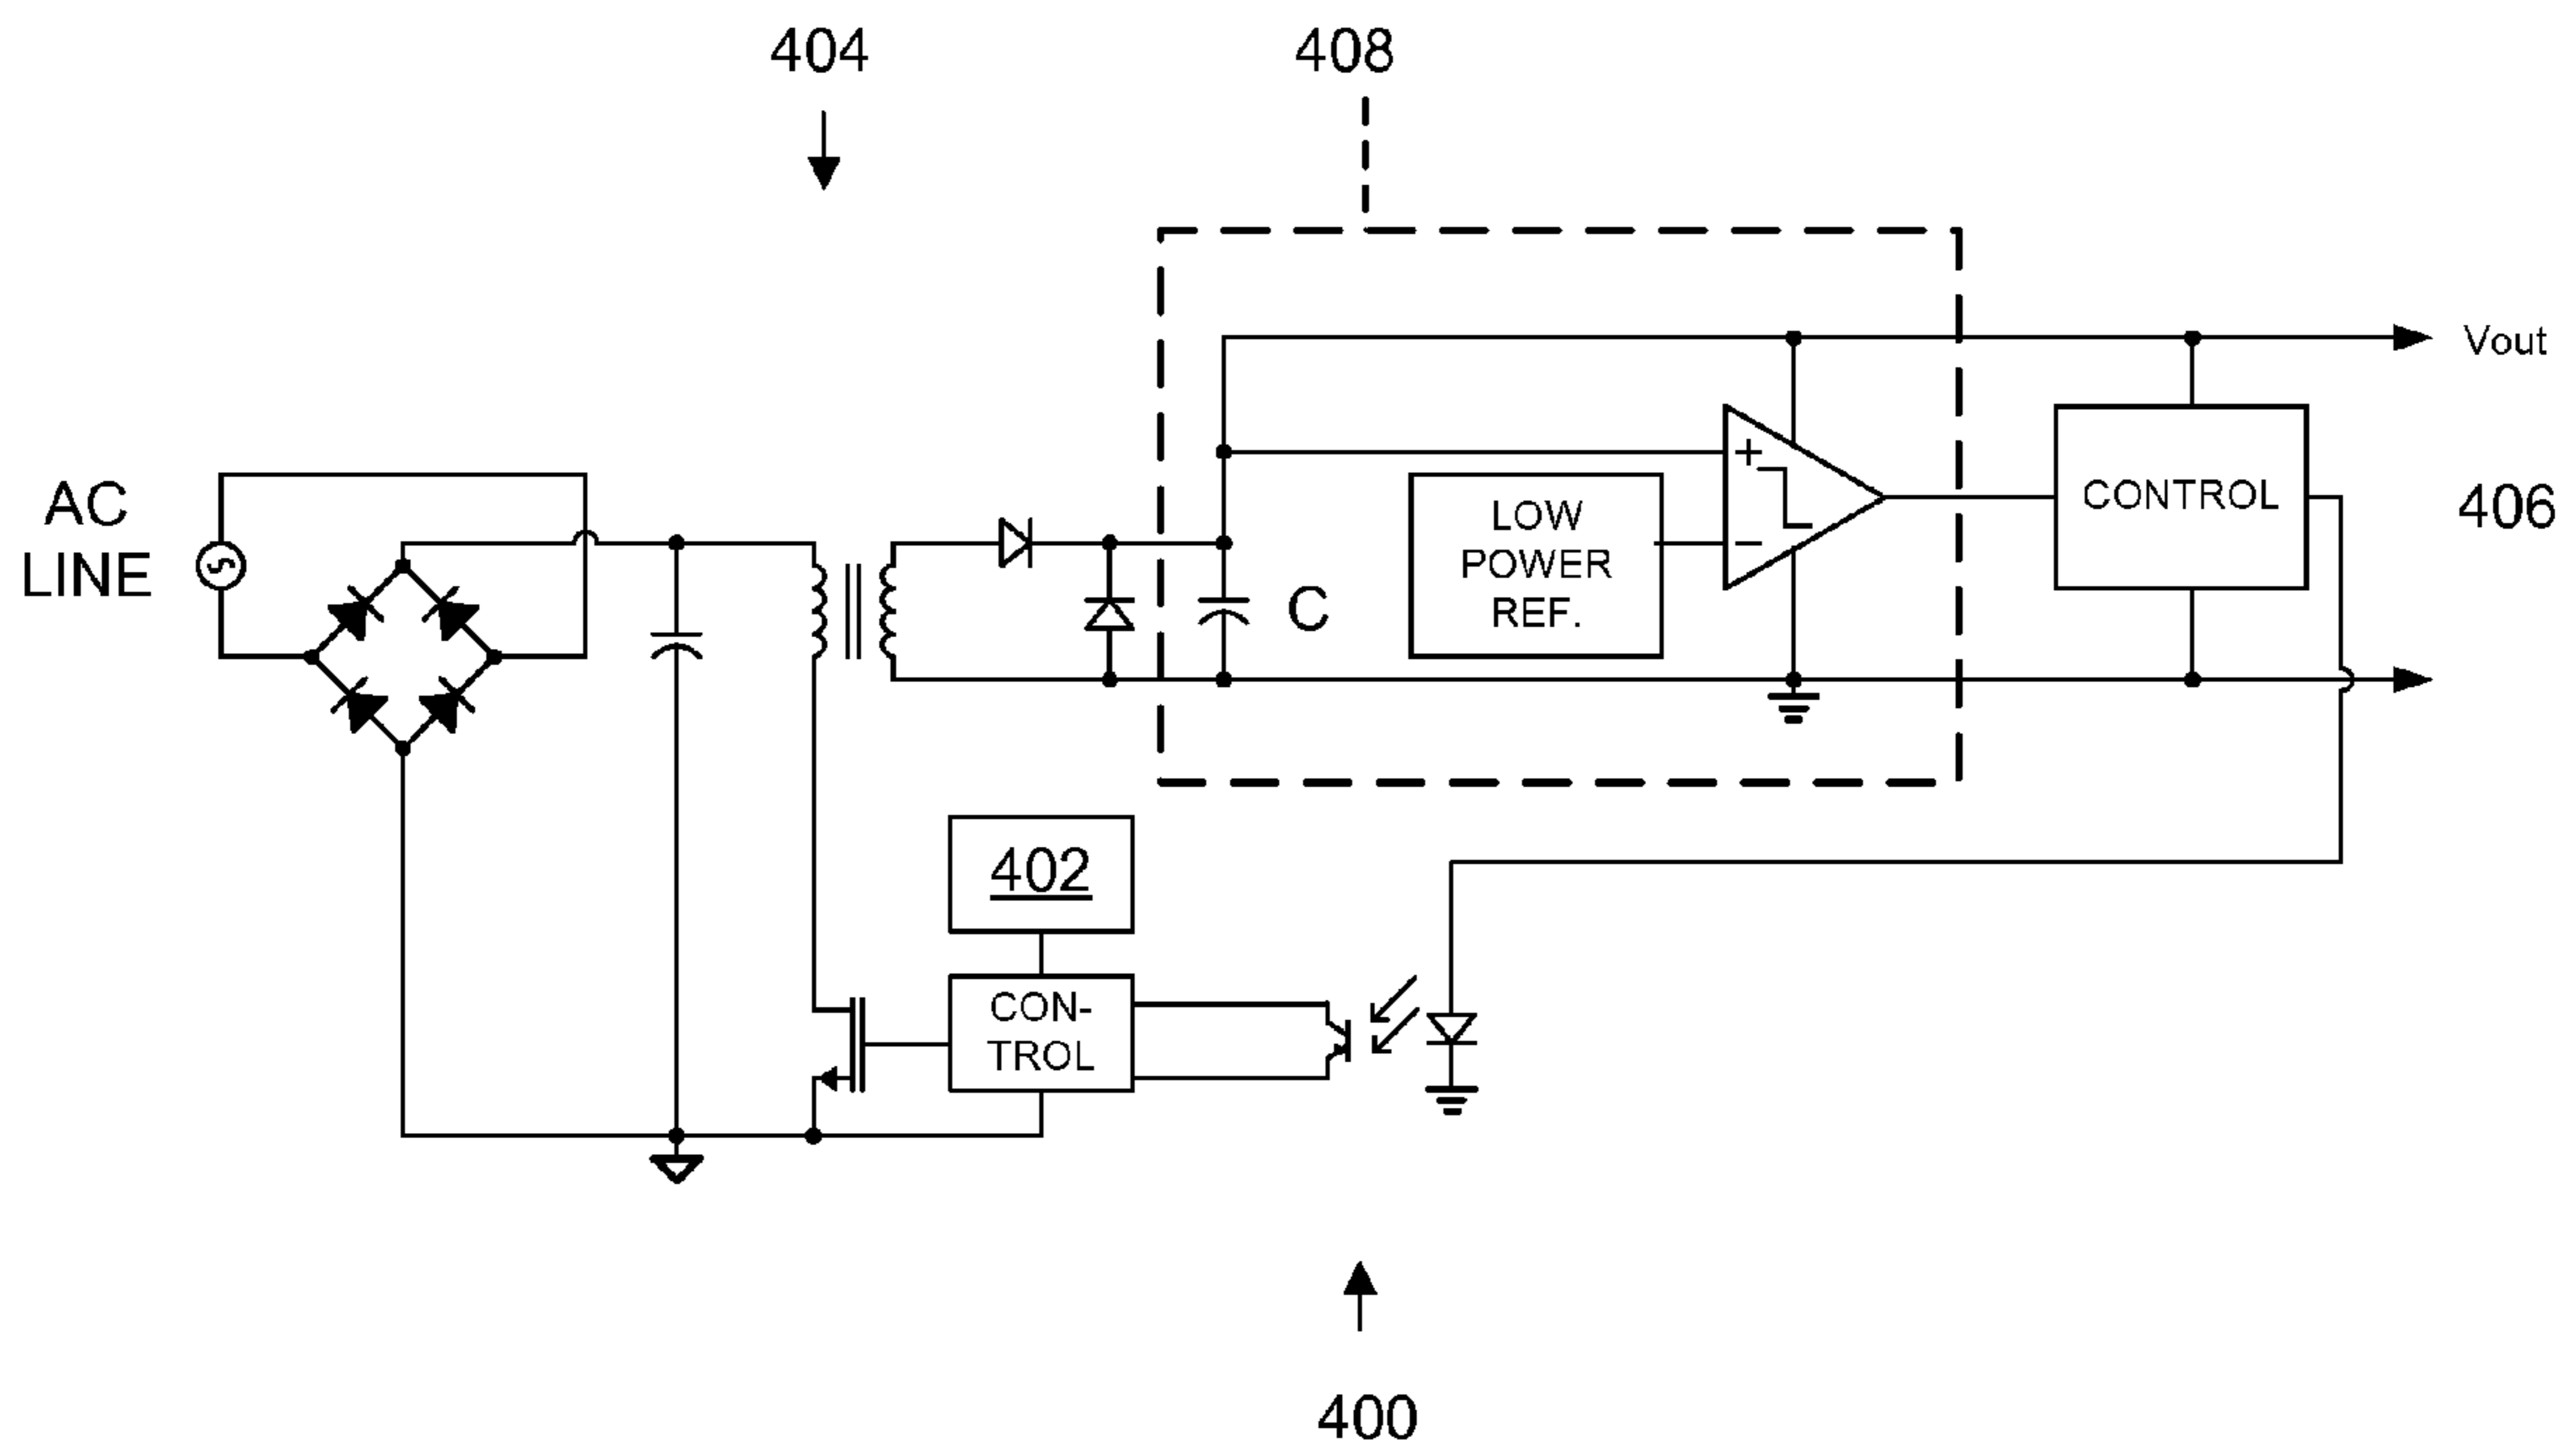 404
408
Vout
AC
LINE
+
LOW
POWER
REF.
−
CONTROL
406
C
402
CON-
TROL
400